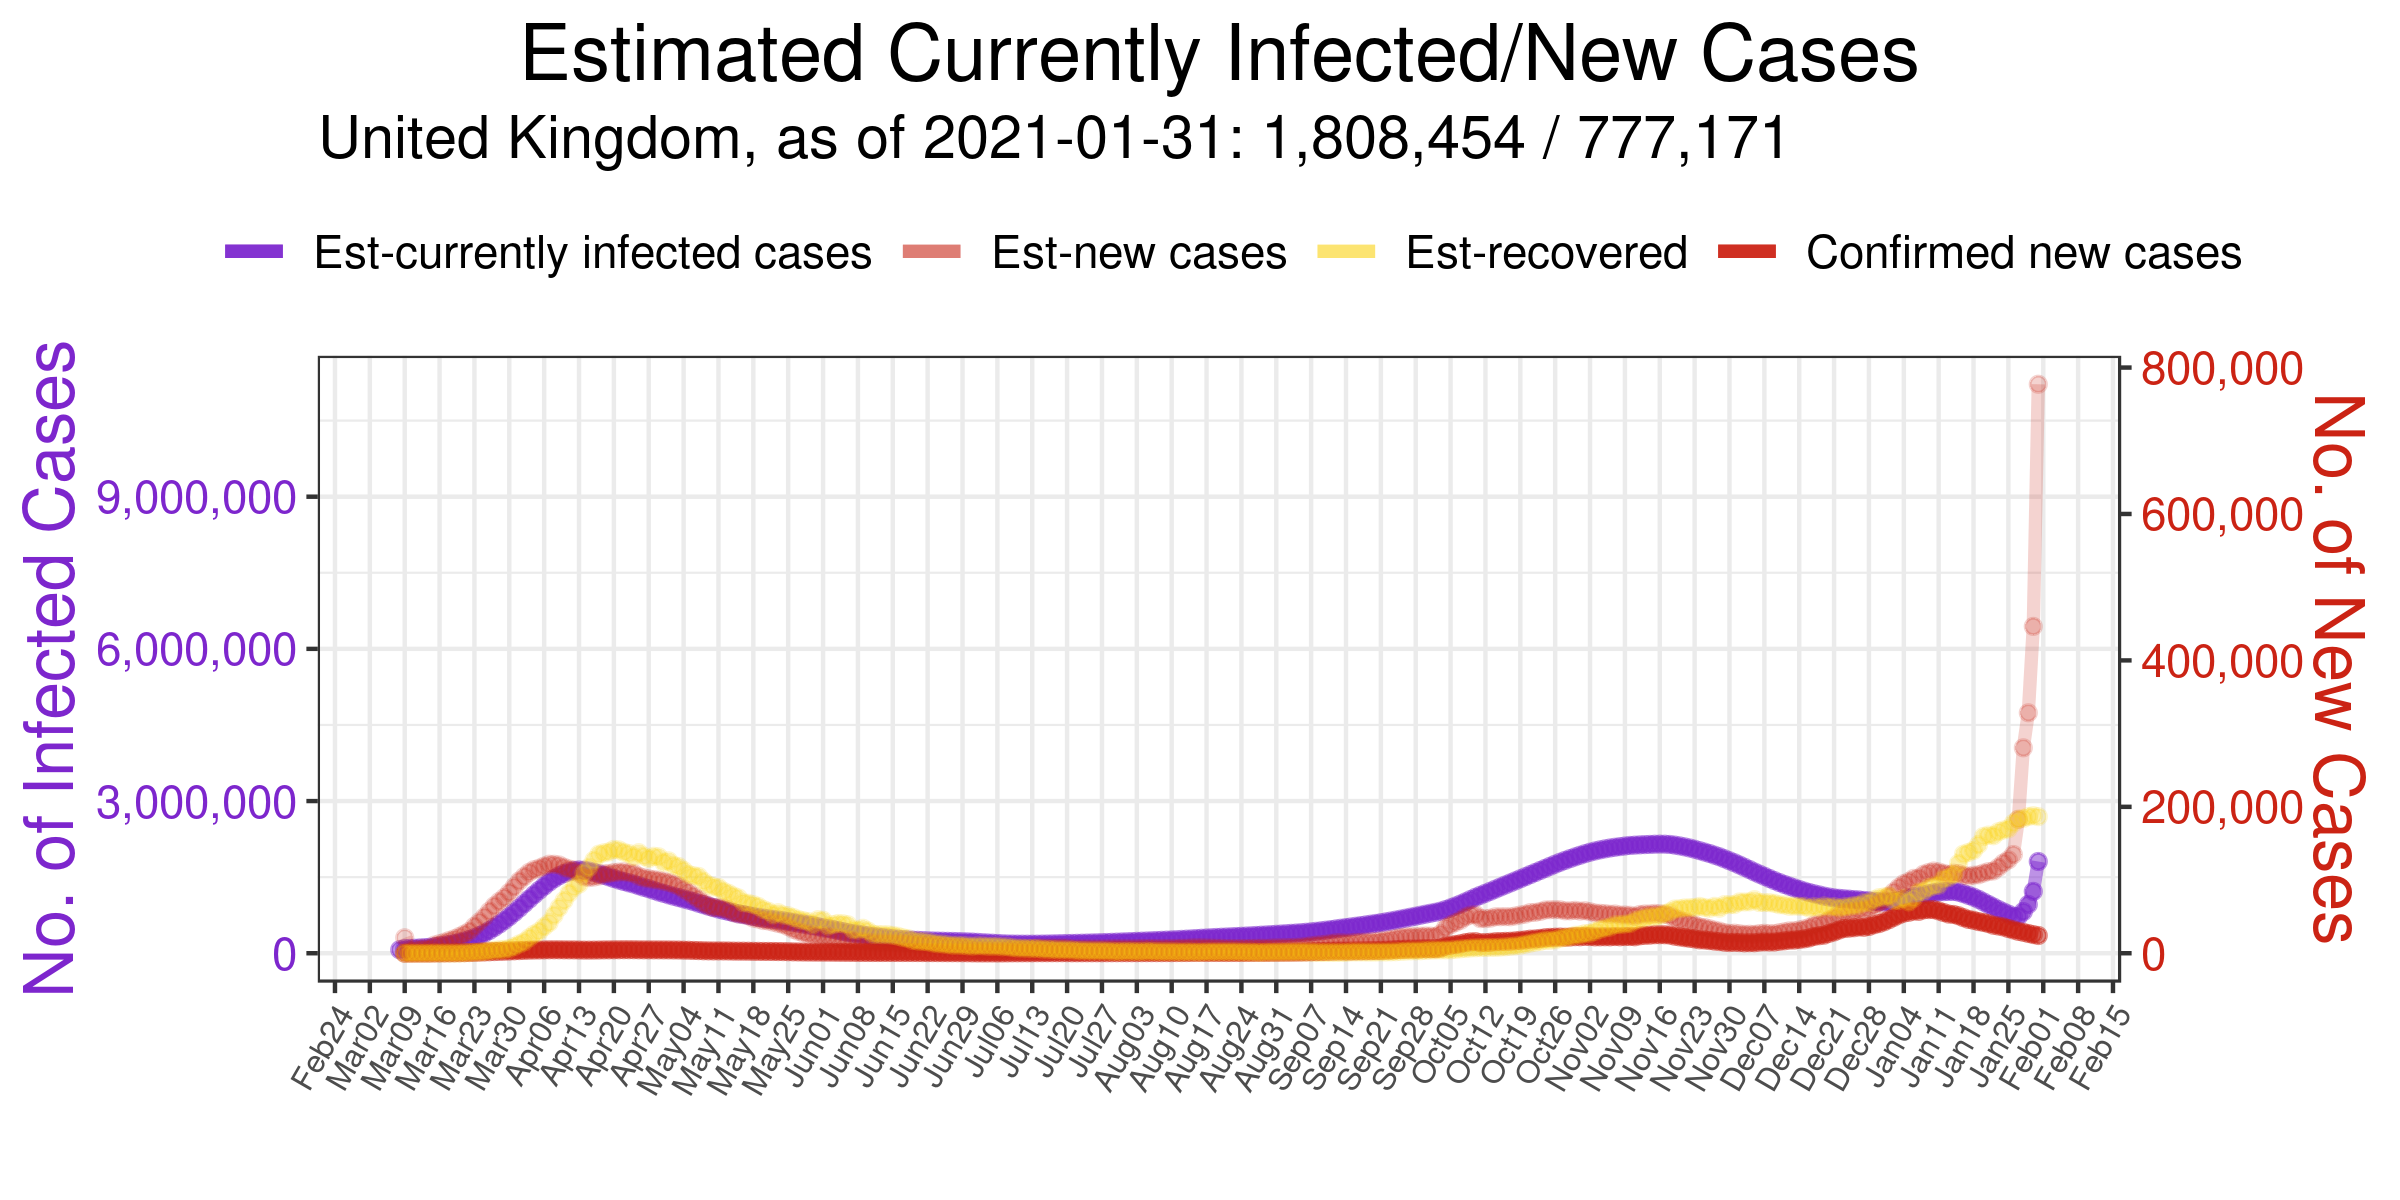 Estimated Currently Infected/New Cases
United Kingdom, as of 2021-01-31: 1,808,454 / 777,171
Est-currently infected cases Est-new cases Est-recovered Confirmed new cases
No. of Infected Cases
9,000,000
6,000,000
3,000,000
0
800,000
600,000
400,000
200,000
0
No. of New Cases
Feb24 Mar02 Mar09 Mar16 Mar23 Mar30 Apr06 Apr13 Apr20 Apr27 May04 May11 May18 May25 Jun01 Jun08 Jun15 Jun22 Jun29 Jul06 Jul13 Jul20 Jul27 Aug03 Aug10 Aug17 Aug24 Aug31 Sep07 Sep14 Sep21 Sep28 Oct05 Oct12 Oct19 Oct26 Nov02 Nov09 Nov16 Nov23 Nov30 Dec07 Dec14 Dec21 Dec28 Jan04 Jan11 Jan18 Jan25 Feb01 Feb08 Feb15